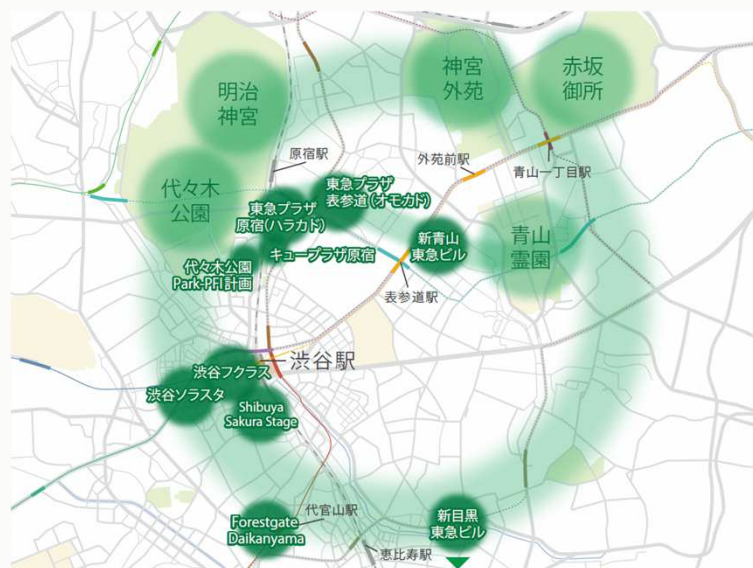 明治
神宮
神宮
外苑
赤坂
御所
原宿駅
外苑前駅
青山一丁目駅
代々木
公園
東急プラザ
表参道(オモカド)
東急プラザ
原宿(ハラカド)
キュープラザ原宿
新青山
東急ビル
青山
霊園
代々木公園
Park-PFI計画
表参道駅
渋谷駅
渋谷フクラス
渋谷ソラスタ
Shibuya
Sakura Stage
代官山駅
Forestgate
Daikanyama
新目黒
東急ビル
恵比寿駅